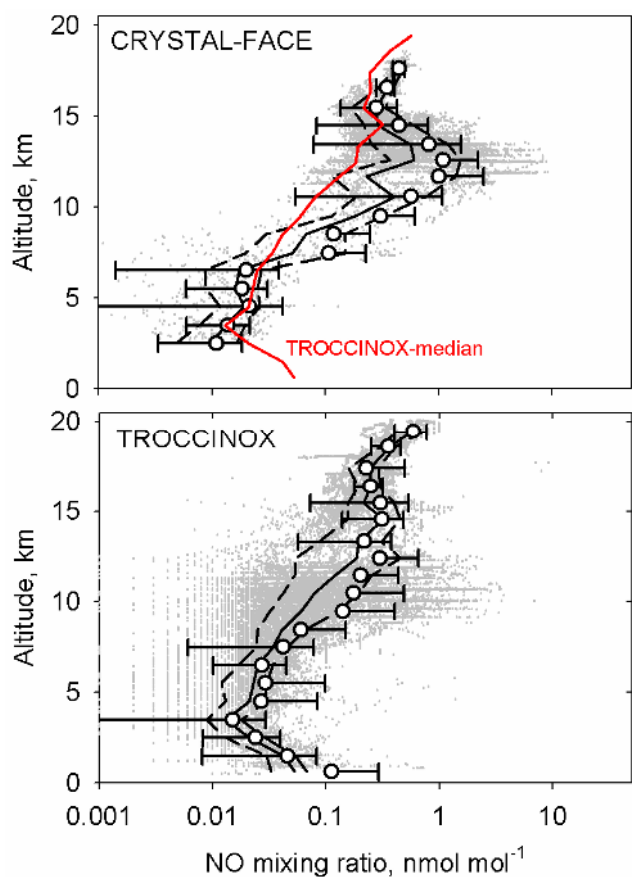 20
CRYSTAL-FACE
15
10
5
TROCCINOX-median
0
Altitude, km
20
TROCCINOX
15
10
5
0
Altitude, km
0.001 0.01 0.1 1 10
NO mixing ratio, nmol mol⁻¹